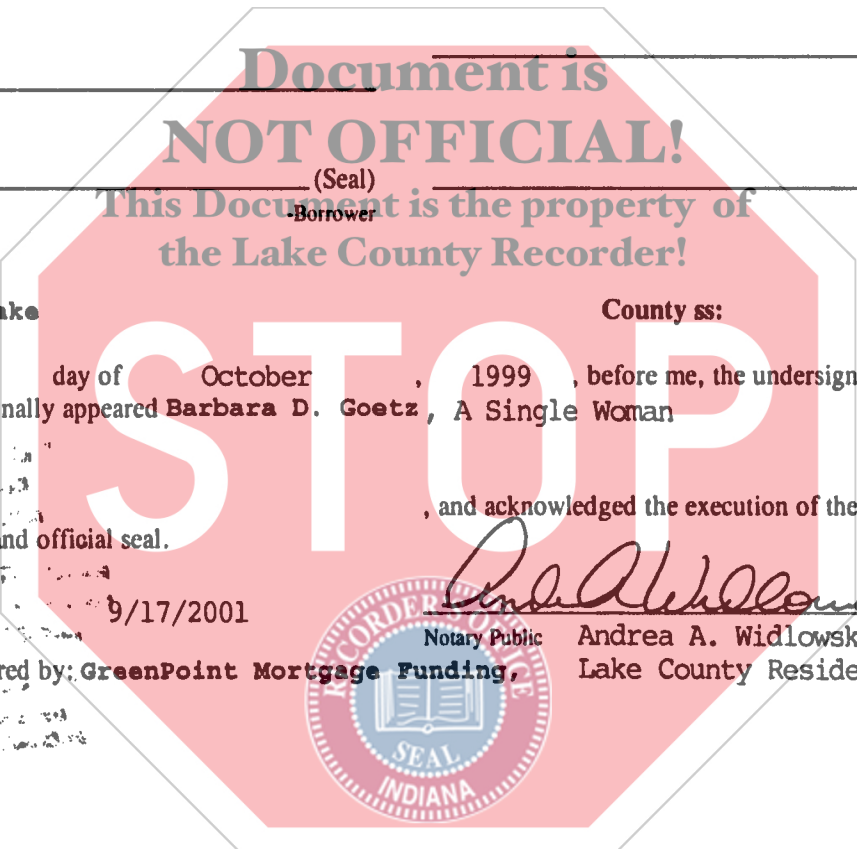 Document is
NOT OFFICIAL!
(Seal)
This Document is the property of
-Borrower
the Lake County Recorder!
ake County ss:
STOP
day of October , 1999 , before me, the undersign
nally appeared Barbara D. Goetz, A Single Woman
, and acknowledged the execution of the
and official seal.
9/17/2001
Notary Public Andrea A. Widlowsk
red by: GreenPoint Mortgage Funding, Lake County Reside
RECORDER'S OFFICE
SEAL
INDIANA